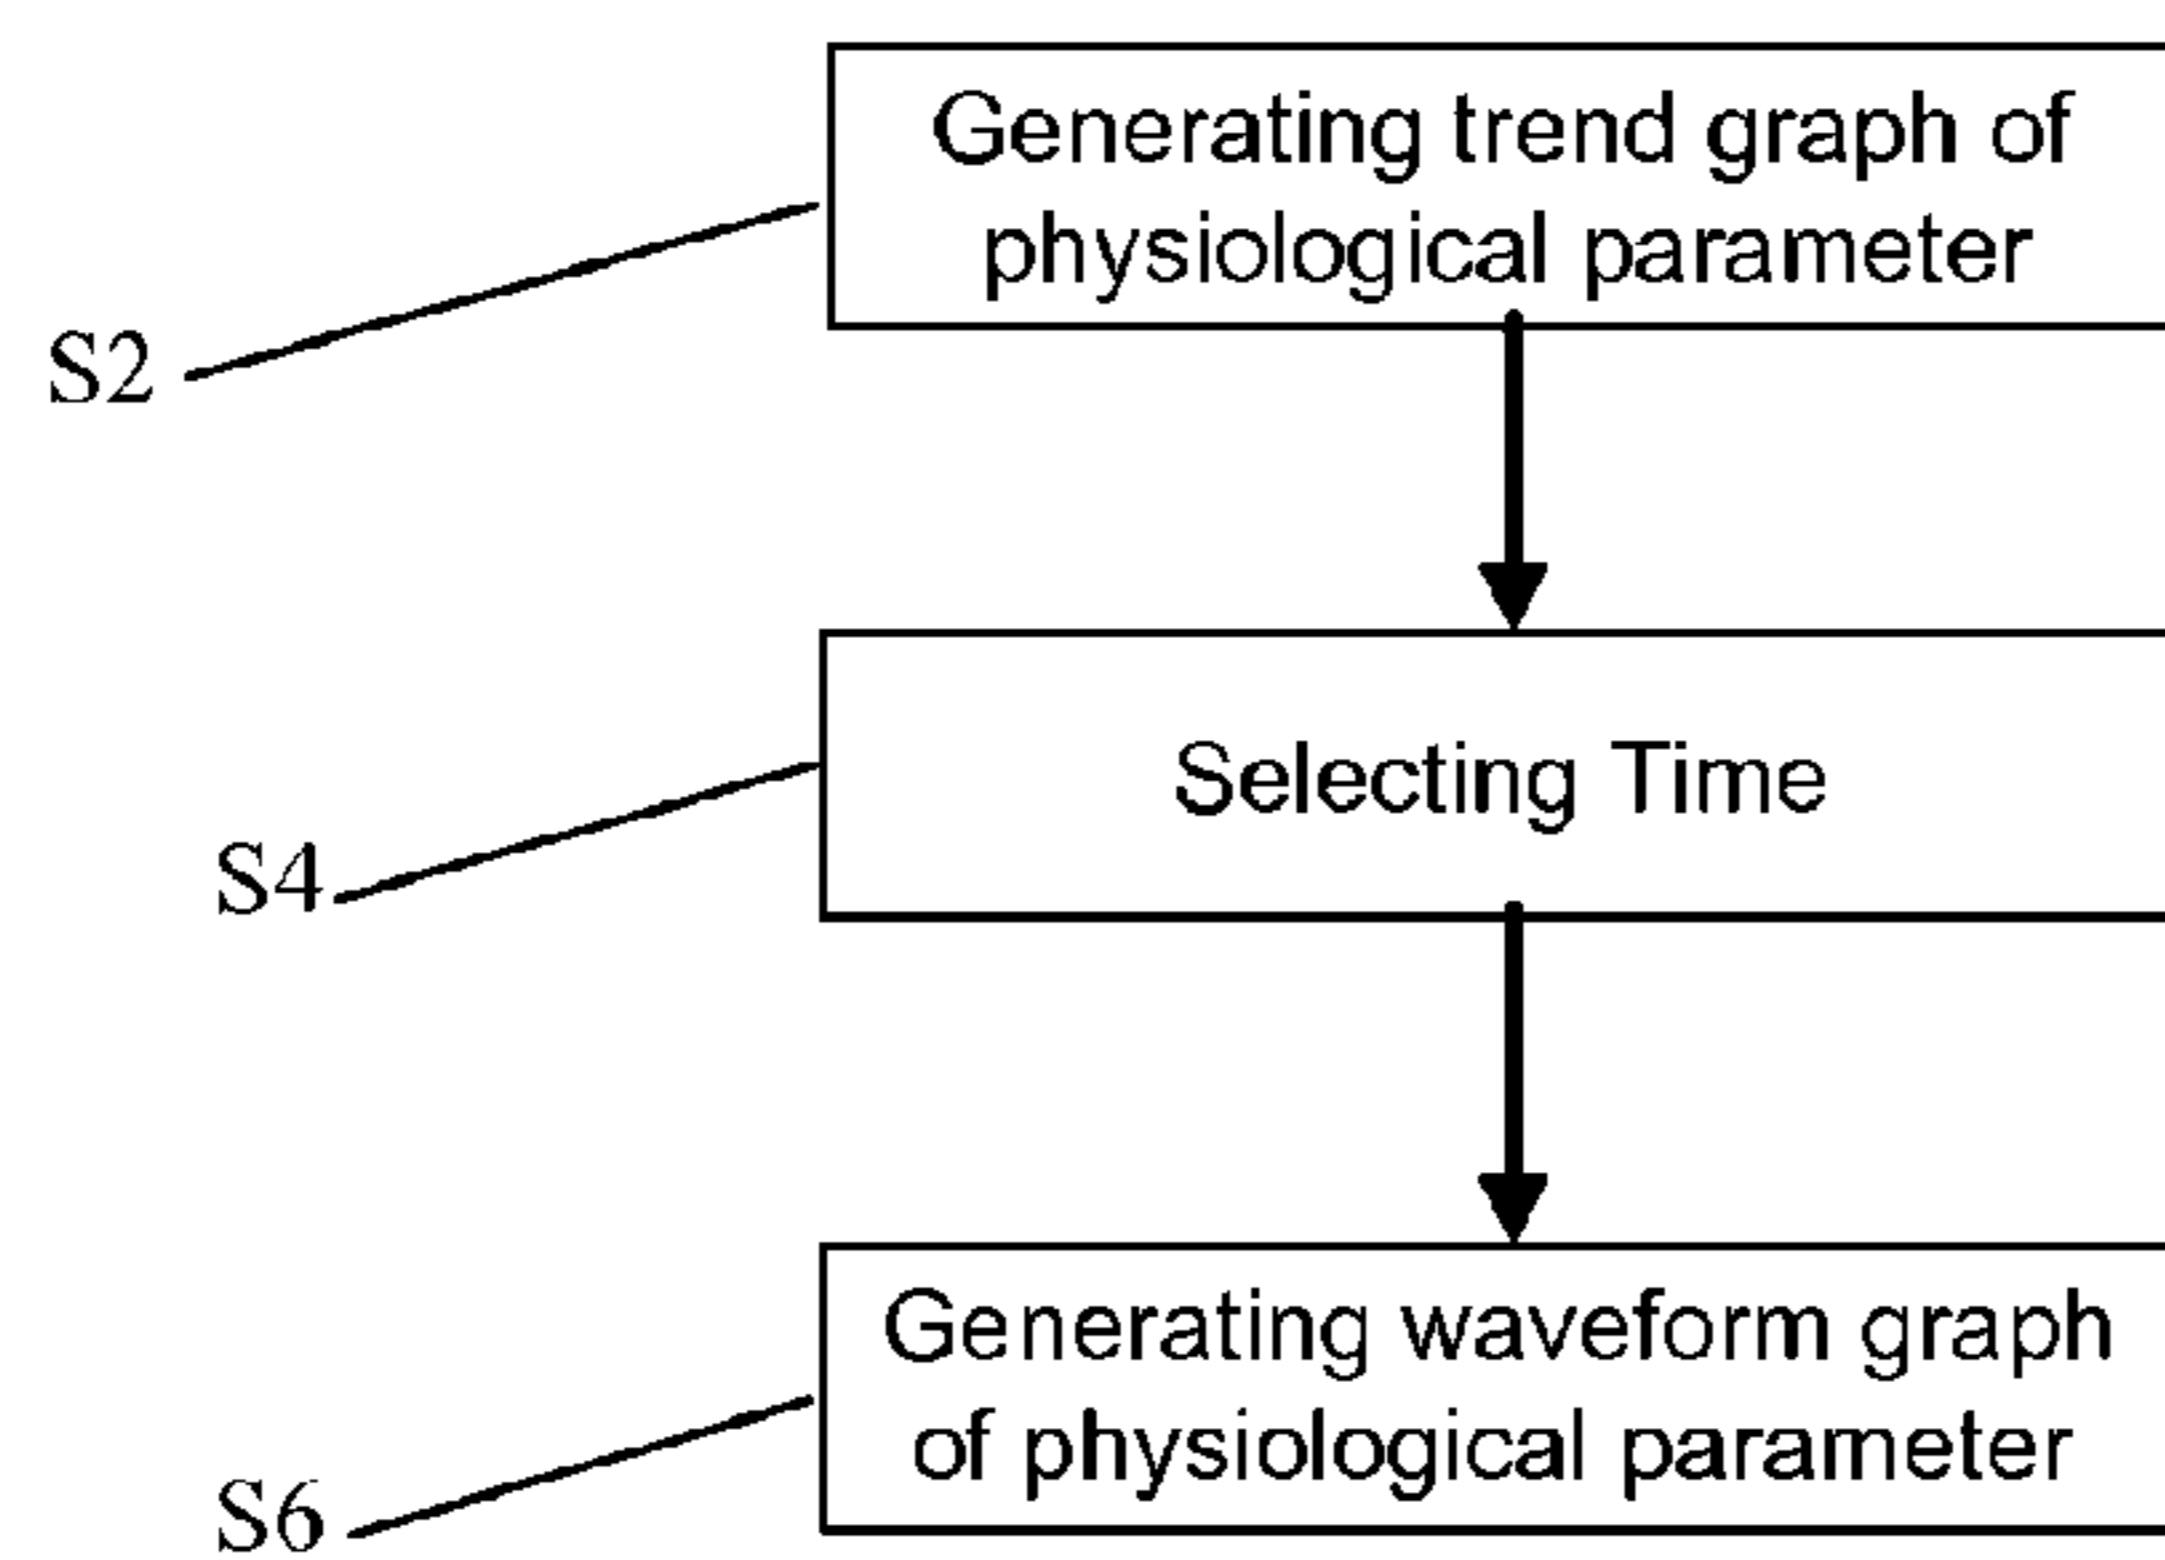 Generating trend graph of
physiological parameter
S2
Selecting Time
S4
Generating waveform graph
of physiological parameter
S6